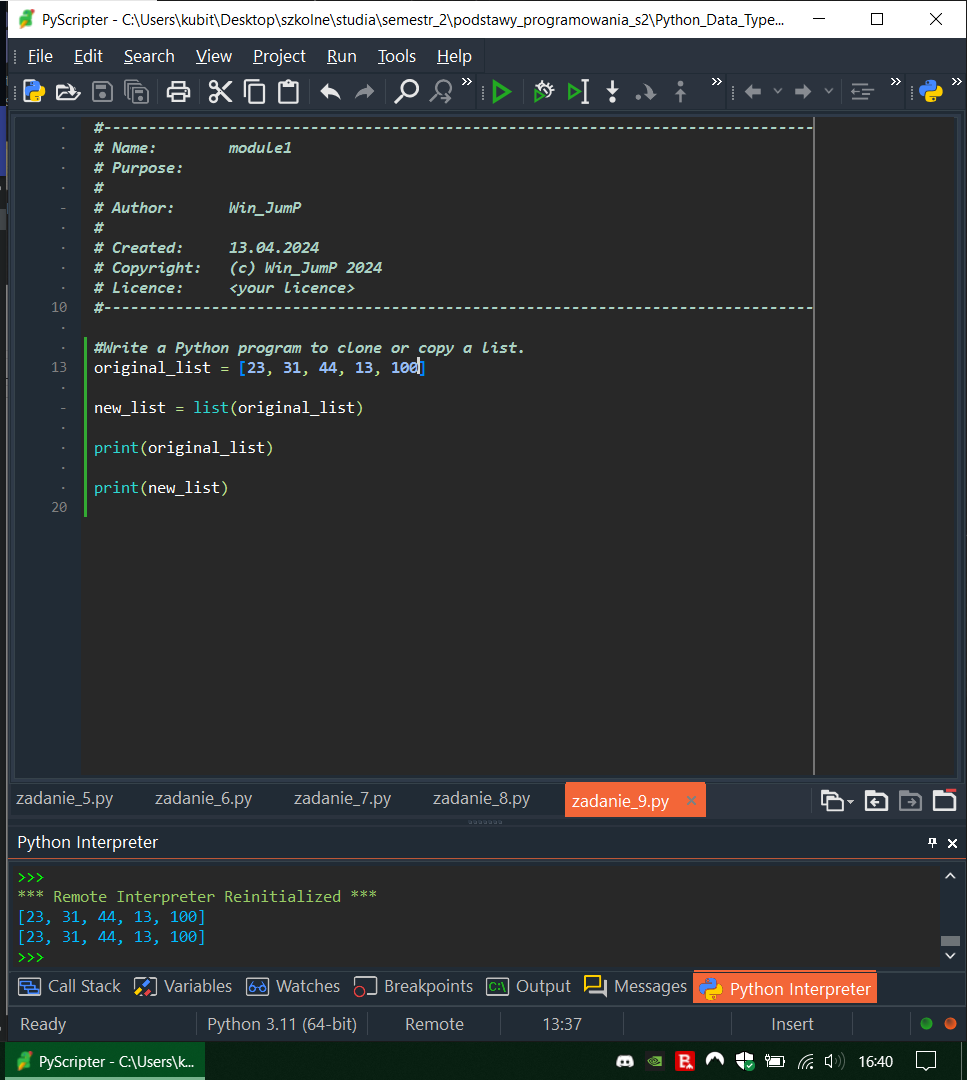 PyScripter - C:\Users\kubit\Desktop\szkolne\studia\semestr_2\podstawy_programowania_s2\Python_Data_Type...
File Edit Search View Project Run Tools Help
#------------------------------------------------------------------------------
# Name:        module1
# Purpose:
#
# Author:      Win_JumP
#
# Created:     13.04.2024
# Copyright:   (c) Win_JumP 2024
# Licence:     <your licence>
10 #------------------------------------------------------------------------------
#Write a Python program to clone or copy a list.
13 original_list = [23, 31, 44, 13, 100]
new_list = list(original_list)
print(original_list)
print(new_list)
20
zadanie_5.py zadanie_6.py zadanie_7.py zadanie_8.py zadanie_9.py
Python Interpreter
>>>
*** Remote Interpreter Reinitialized ***
[23, 31, 44, 13, 100]
[23, 31, 44, 13, 100]
>>>
Call Stack Variables Watches Breakpoints C:\ Output Messages Python Interpreter
Ready Python 3.11 (64-bit) Remote 13:37 Insert
PyScripter - C:\Users\k... 16:40